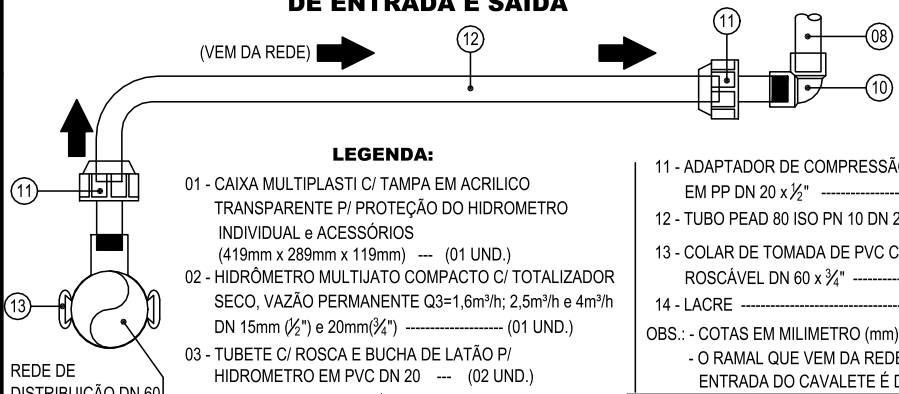 DE ENTRADA E SAÍDA
(VEM DA REDE)
12
11
08
10
11
13
REDE DE
DISTRIBUIÇÃO DN 60
LEGENDA:
01 - CAIXA MULTIPLASTI C/ TAMPA EM ACRILICO
TRANSPARENTE P/ PROTEÇÃO DO HIDROMETRO
INDIVIDUAL e ACESSÓRIOS
(419mm x 289mm x 119mm) --- (01 UND.)
02 - HIDRÔMETRO MULTIJATO COMPACTO C/ TOTALIZADOR
SECO, VAZÃO PERMANENTE Q3=1,6m³/h; 2,5m³/h e 4m³/h
DN 15mm (½") e 20mm(¾") -------------------- (01 UND.)
03 - TUBETE C/ ROSCA E BUCHA DE LATÃO P/
HIDROMETRO EM PVC DN 20 --- (02 UND.)
11 - ADAPTADOR DE COMPRESSÃO
EM PP DN 20 x ½" -----------------
12 - TUBO PEAD 80 ISO PN 10 DN 2
13 - COLAR DE TOMADA DE PVC C
ROSCÁVEL DN 60 x ¾" ----------
14 - LACRE --------------------------------
OBS.: - COTAS EM MILIMETRO (mm)
- O RAMAL QUE VEM DA REDE
ENTRADA DO CAVALETE É D